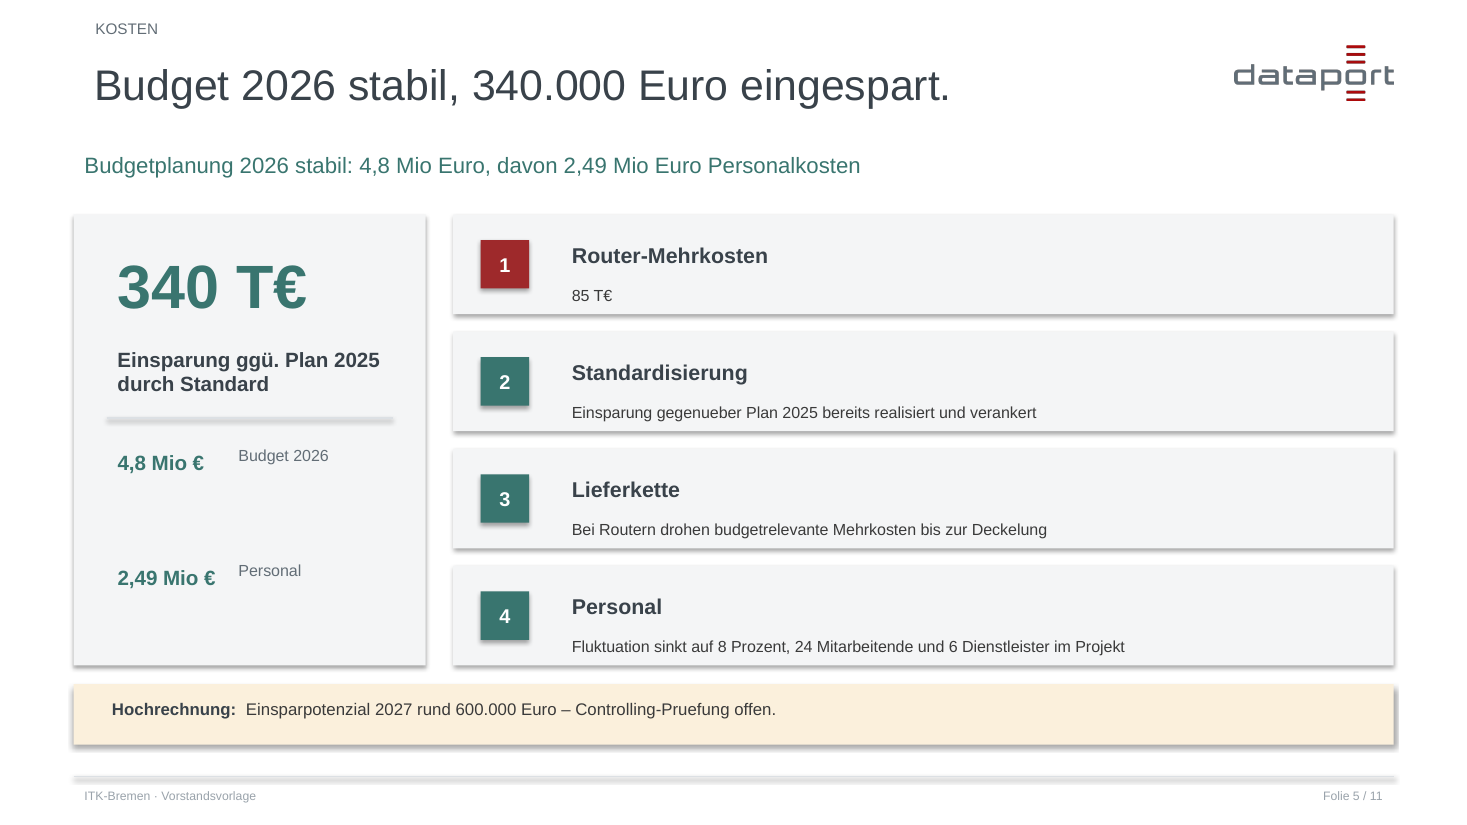 KOSTEN
Budget 2026 stabil, 340.000 Euro eingespart.
dataport
Budgetplanung 2026 stabil: 4,8 Mio Euro, davon 2,49 Mio Euro Personalkosten
340 T€
Einsparung ggü. Plan 2025
durch Standard
4,8 Mio € Budget 2026
2,49 Mio € Personal
1 Router-Mehrkosten
85 T€
2 Standardisierung
Einsparung gegenueber Plan 2025 bereits realisiert und verankert
3 Lieferkette
Bei Routern drohen budgetrelevante Mehrkosten bis zur Deckelung
4 Personal
Fluktuation sinkt auf 8 Prozent, 24 Mitarbeitende und 6 Dienstleister im Projekt
Hochrechnung: Einsparpotenzial 2027 rund 600.000 Euro – Controlling-Pruefung offen.
ITK-Bremen · Vorstandsvorlage
Folie 5 / 11